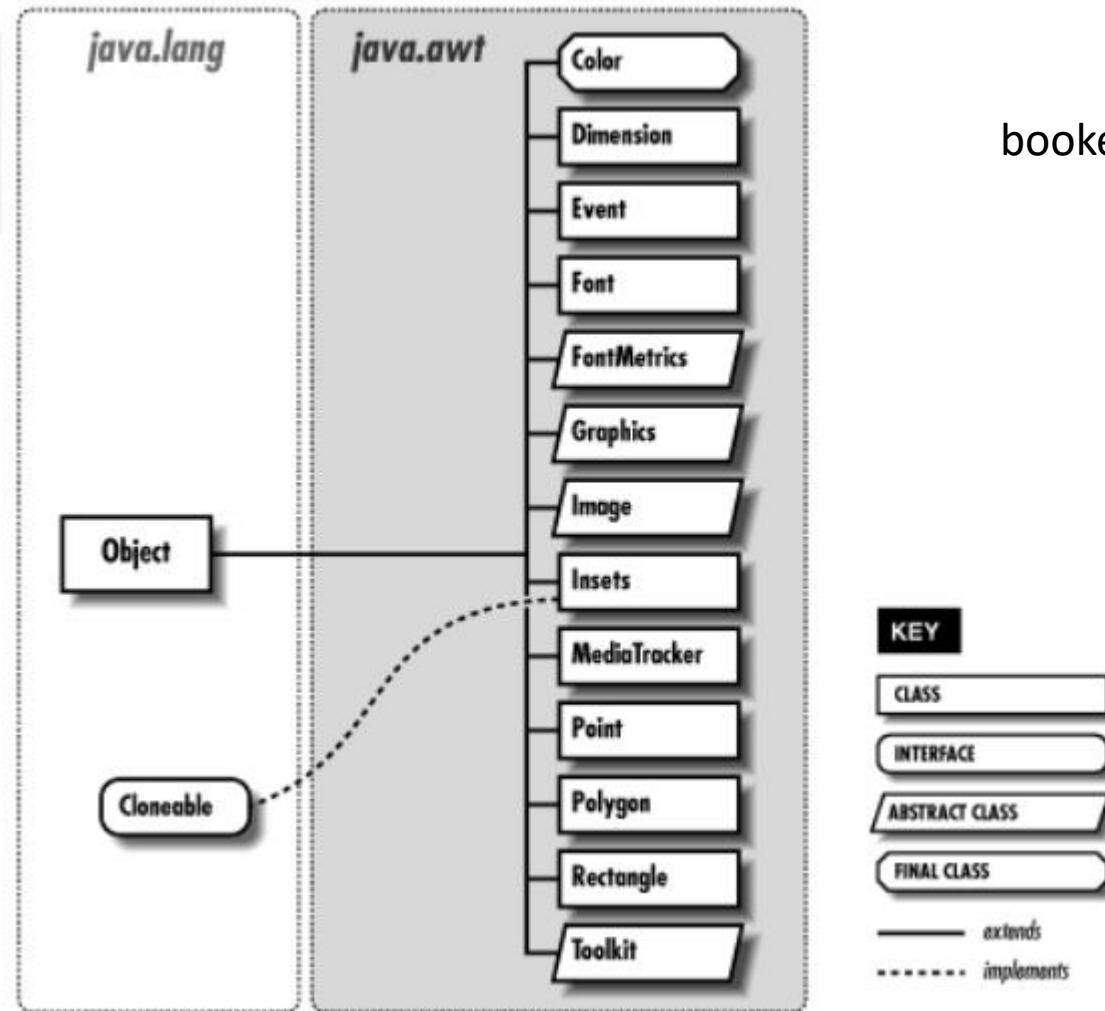 java.lang
java.awt
Color
Dimension
Event
Font
FontMetrics
Graphics
Image
Object
Insets
MediaTracker
Point
Cloneable
Polygon
Rectangle
Toolkit
KEY
CLASS
INTERFACE
ABSTRACT CLASS
FINAL CLASS
extends
implements